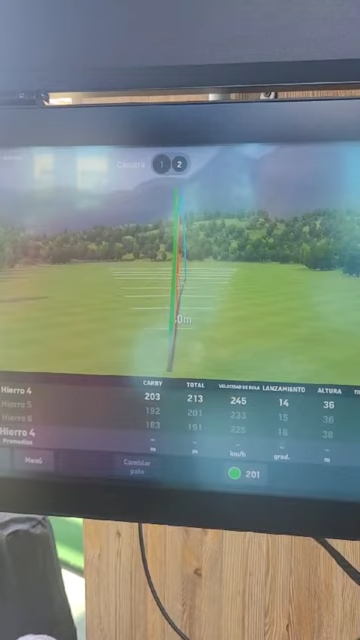 Cámara 1 2
0m
CARRY TOTAL VELOCIDAD DE BOLA LANZAMIENTO ALTURA
Hierro 4 203 213 245 14 36
Hierro 5 192 201 233 15 36
Hierro 6 183 191 225 18 38
Hierro 4 - - - - -
Promedios m m km/h grad. m
Menú Cambiar palo 201